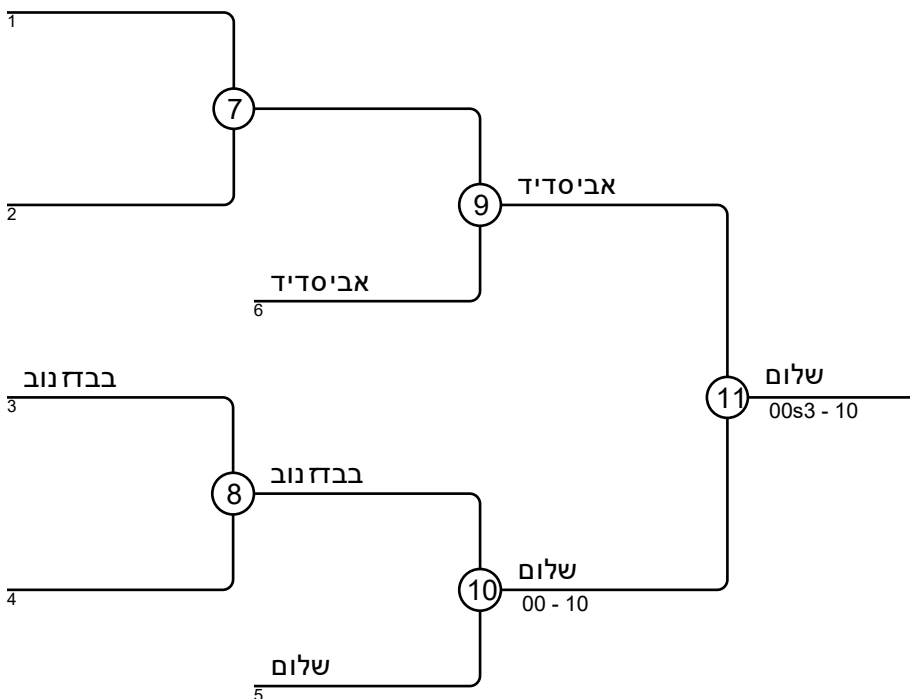 1
7
2
9
אביסדיד
אביסדיד
6
בבדזנוב
3
11
שלום
00s3 - 10
8
בבדזנוב
4
10
שלום
00 - 10
שלום
5